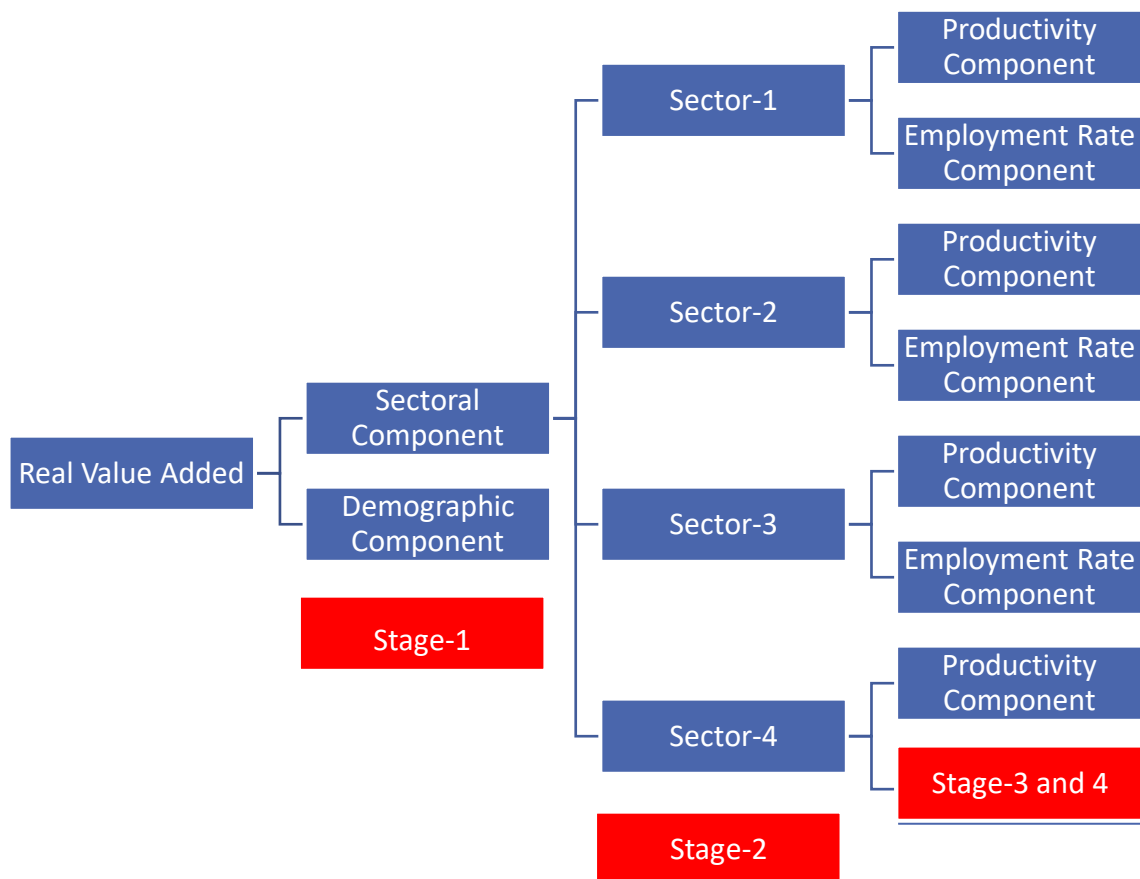 Productivity
Component
Sector-1
Employment Rate
Component
Productivity
Component
Sector-2
Employment Rate
Component
Sectoral
Component
Real Value Added
Demographic
Component
Productivity
Component
Sector-3
Employment Rate
Component
Stage-1
Productivity
Component
Sector-4
Stage-3 and 4
Stage-2